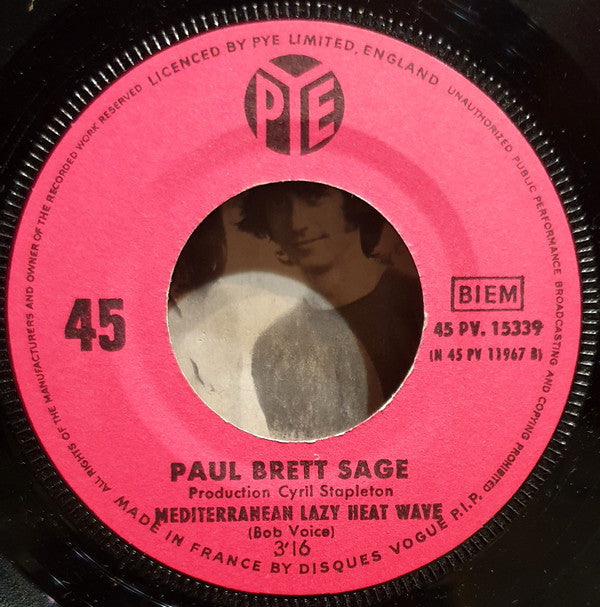 ALL RIGHTS OF THE MANUFACTURERS AND OWNER OF THE RECORDED WORK RESERVED LICENCED BY PYE LIMITED, ENGLAND UNAUTHORIZED PUBLIC PERFORMANCE BROADCASTING AND COPYING PROHIBITED
PYE
45
BIEM
45 PV. 15339
(N 45 PV 11967 B)
PAUL BRETT SAGE
Production Cyril Stapleton
MEDITERRANEAN LAZY HEAT WAVE
(Bob Voice)
3'16
MADE IN FRANCE BY DISQUES VOGUE P.I.P.